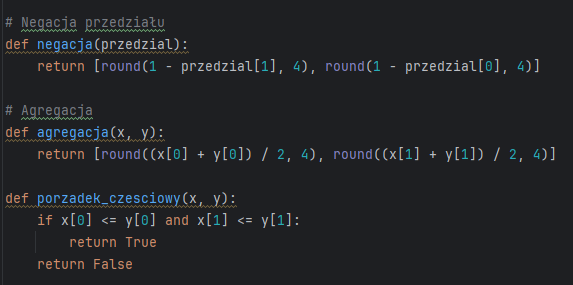 # Negacja przedziału
def negacja(przedzial):
    return [round(1 - przedzial[1], 4), round(1 - przedzial[0], 4)]
# Agregacja
def agregacja(x, y):
    return [round((x[0] + y[0]) / 2, 4), round((x[1] + y[1]) / 2, 4)]
def porzadek_czesciowy(x, y):
    if x[0] <= y[0] and x[1] <= y[1]:
        return True
    return False